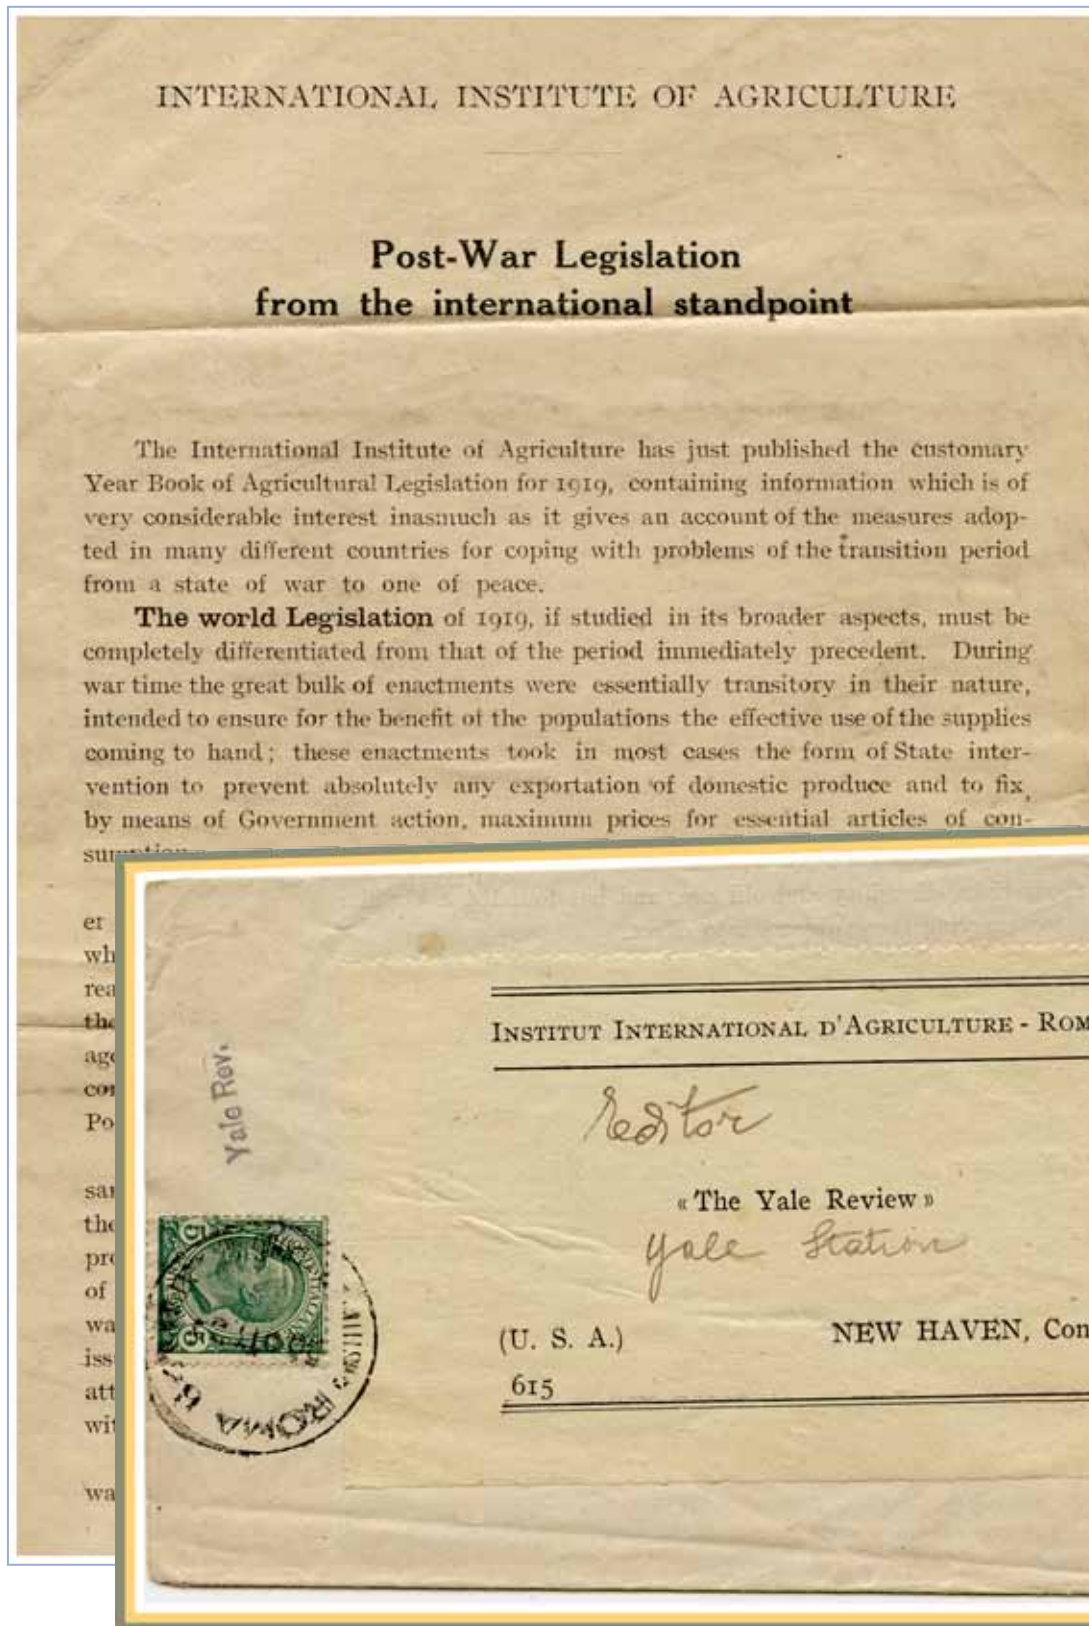 INTERNATIONAL INSTITUTE OF AGRICULTURE
Post-War Legislation
from the international standpoint
The International Institute of Agriculture has just published the customary
Year Book of Agricultural Legislation for 1919, containing information which is of
very considerable interest inasmuch as it gives an account of the measures adop-
ted in many different countries for coping with problems of the transition period
from a state of war to one of peace.
The world Legislation of 1919, if studied in its broader aspects, must be
completely differentiated from that of the period immediately precedent. During
war time the great bulk of enactments were essentially transitory in their nature,
intended to ensure for the benefit of the populations the effective use of the supplies
coming to hand; these enactments took in most cases the form of State inter-
vention to prevent absolutely any exportation of domestic produce and to fix,
by means of Government action, maximum prices for essential articles of con-
sumption.
er
wh
rea
the
age
con
Po
sar
the
pro
of
wa
iss
att
wit
wa
INSTITUT INTERNATIONAL D'AGRICULTURE - ROM
Editor
« The Yale Review »
Yale Station
(U. S. A.) NEW HAVEN, Con
615
Yale Rev.
5 5
ROMA